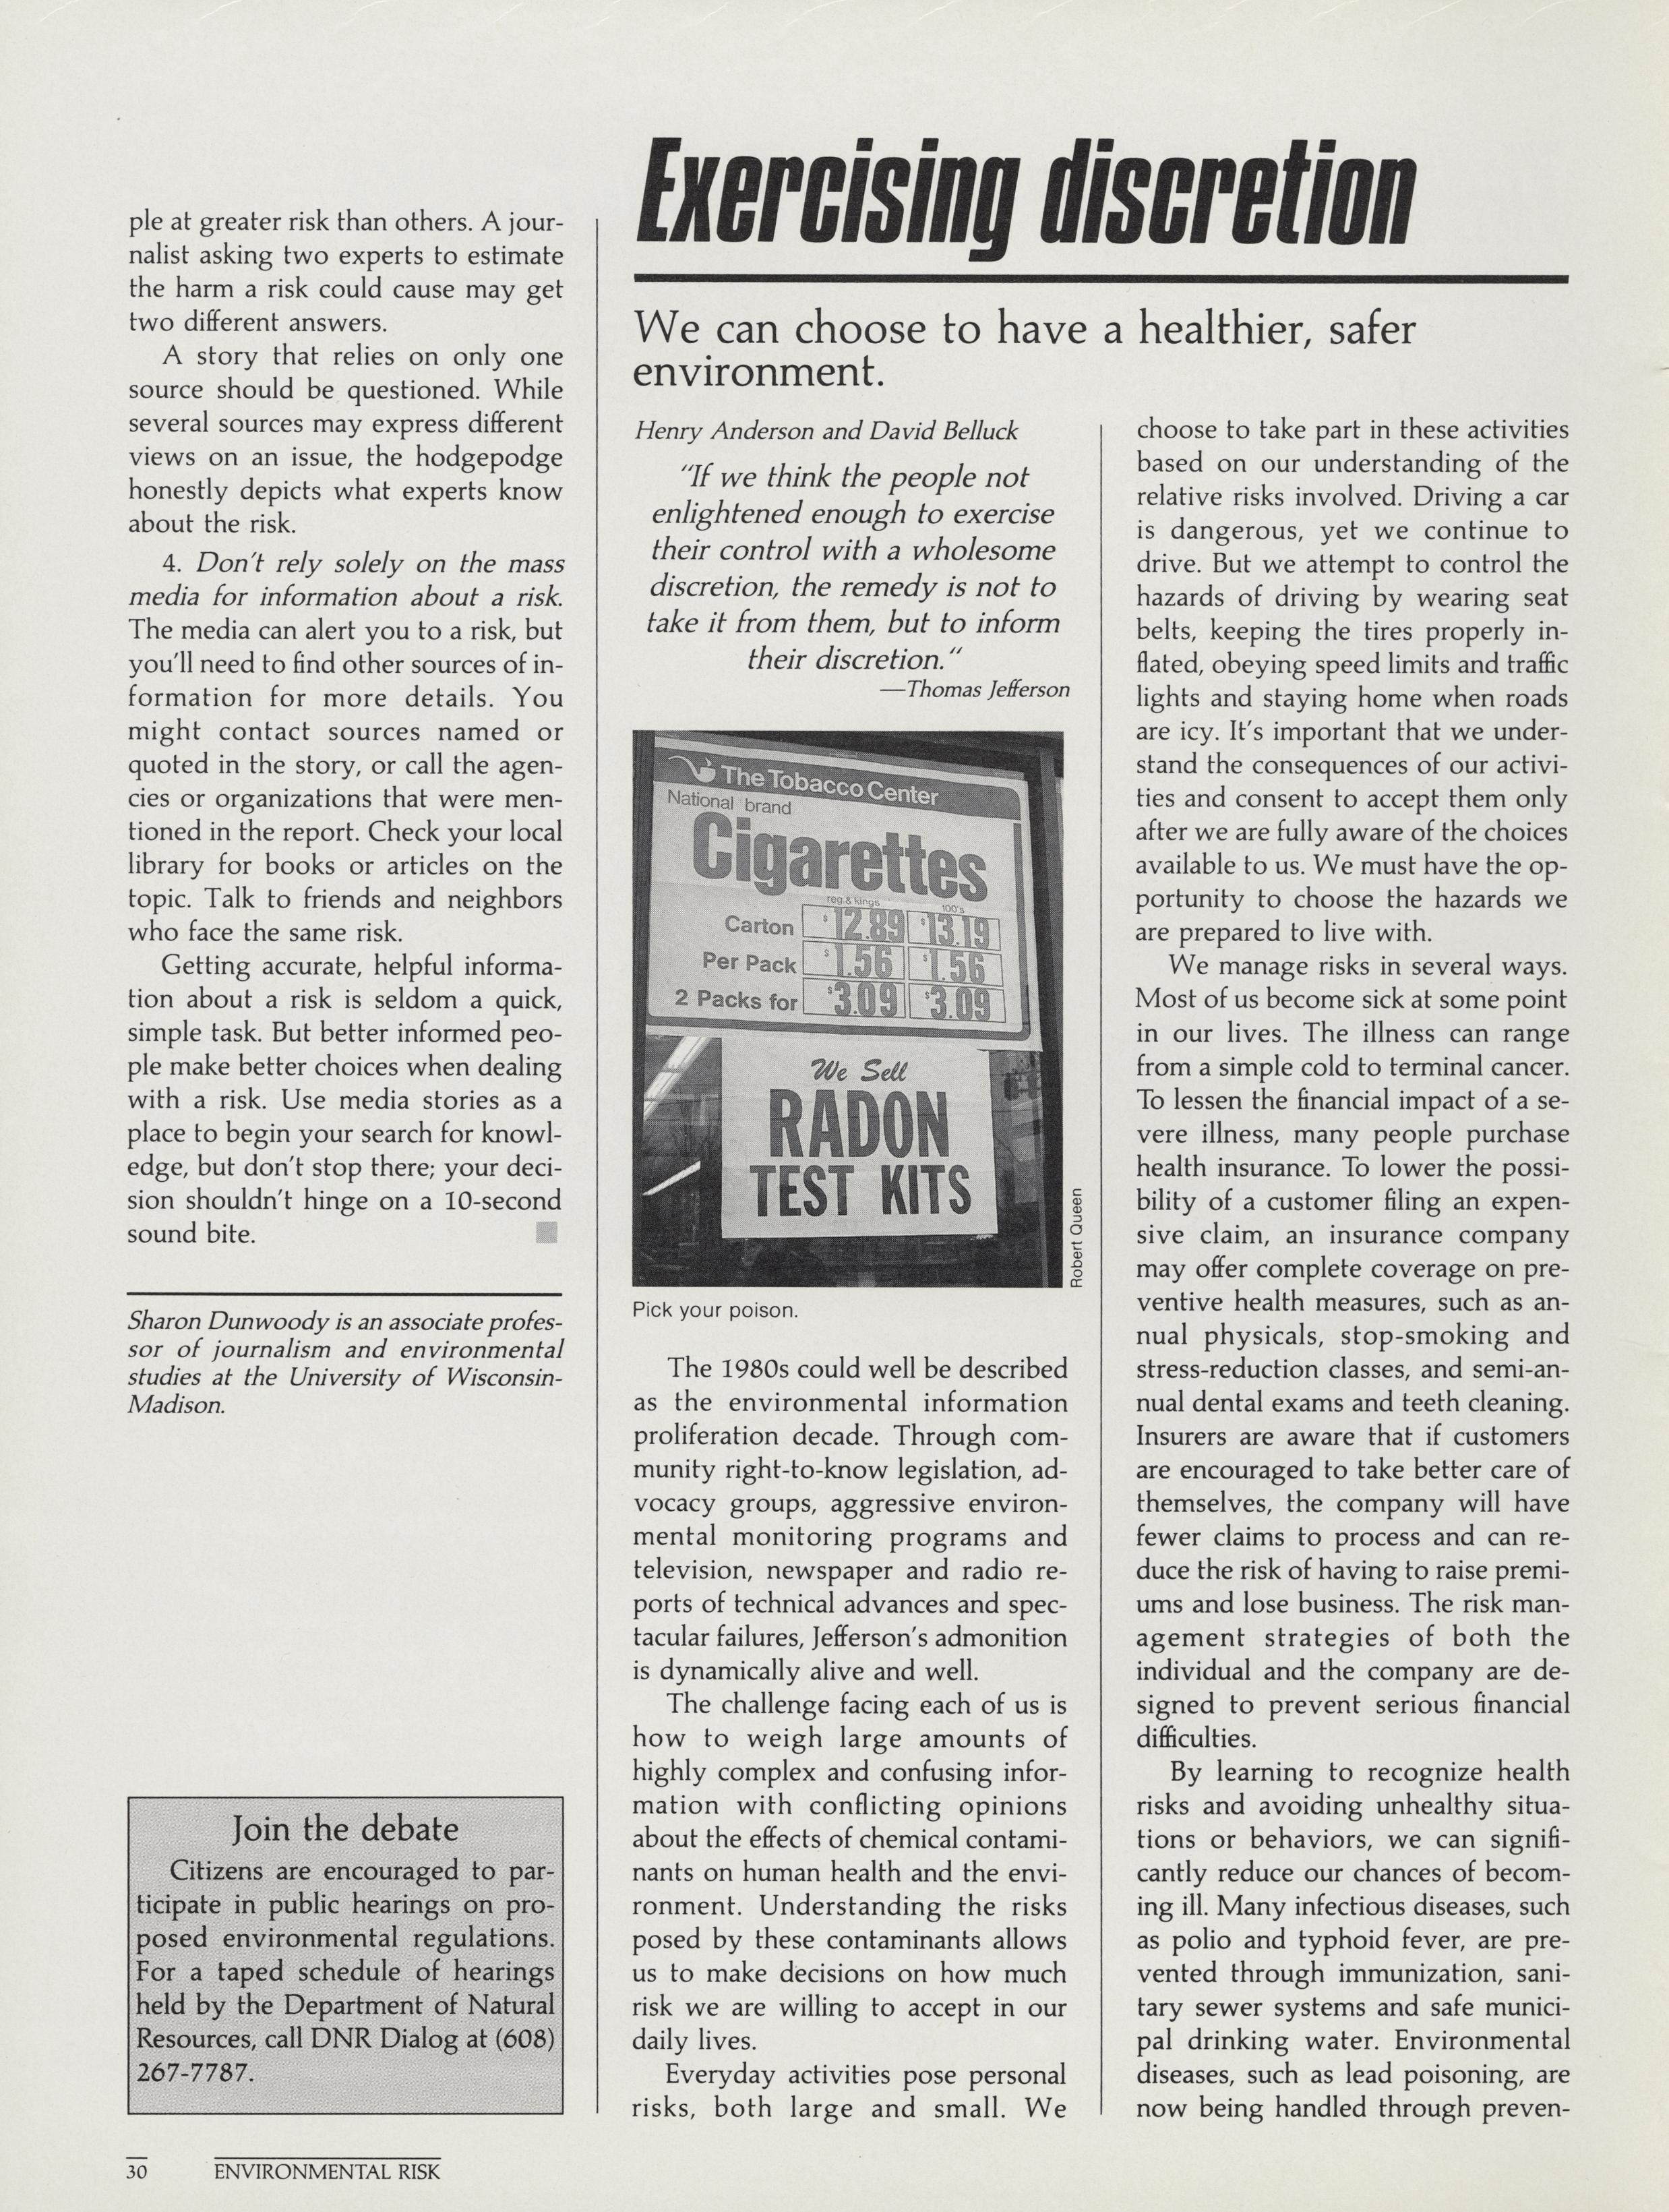 ple at greater risk than others. A jour-
nalist asking two experts to estimate
the harm a risk could cause may get
two different answers.
A story that relies on only one
source should be questioned. While
several sources may express different
views on an issue, the hodgepodge
honestly depicts what experts know
about the risk.
4. Don't rely solely on the mass
media for information about a risk.
The media can alert you to a risk, but
you'll need to find other sources of in-
formation for more details. You
might contact sources named or
quoted in the story, or call the agen-
cies or organizations that were men-
tioned in the report. Check your local
library for books or articles on the
topic. Talk to friends and neighbors
who face the same risk.
Getting accurate, helpful informa-
tion about a risk is seldom a quick,
simple task. But better informed peo-
ple make better choices when dealing
with a risk. Use media stories as a
place to begin your search for knowl-
edge, but don't stop there; your deci-
sion shouldn't hinge on a 10-second
sound bite.
Sharon Dunwoody is an associate profes-
sor of journalism and environmental
studies at the University of Wisconsin-
Madison.
Join the debate
Citizens are encouraged to par-
ticipate in public hearings on pro-
posed environmental regulations.
For a taped schedule of hearings
held by the Department of Natural
Resources, call DNR Dialog at (608)
267-7787.
Exercising discretion
We can choose to have a healthier, safer
environment.
Henry Anderson and David Belluck
"If we think the people not
enlightened enough to exercise
their control with a wholesome
discretion, the remedy is not to
take it from them, but to inform
their discretion."
—Thomas Jefferson
The Tobacco Center
National brand
Cigarettes
reg. & kings 100's
Carton $12.89 $13.19
Per Pack $1.56 $1.56
2 Packs for $3.09 $3.09
We Sell
RADON
TEST KITS
Robert Queen
Pick your poison.
The 1980s could well be described
as the environmental information
proliferation decade. Through com-
munity right-to-know legislation, ad-
vocacy groups, aggressive environ-
mental monitoring programs and
television, newspaper and radio re-
ports of technical advances and spec-
tacular failures, Jefferson's admonition
is dynamically alive and well.
The challenge facing each of us is
how to weigh large amounts of
highly complex and confusing infor-
mation with conflicting opinions
about the effects of chemical contami-
nants on human health and the envi-
ronment. Understanding the risks
posed by these contaminants allows
us to make decisions on how much
risk we are willing to accept in our
daily lives.
Everyday activities pose personal
risks, both large and small. We
choose to take part in these activities
based on our understanding of the
relative risks involved. Driving a car
is dangerous, yet we continue to
drive. But we attempt to control the
hazards of driving by wearing seat
belts, keeping the tires properly in-
flated, obeying speed limits and traffic
lights and staying home when roads
are icy. It's important that we under-
stand the consequences of our activi-
ties and consent to accept them only
after we are fully aware of the choices
available to us. We must have the op-
portunity to choose the hazards we
are prepared to live with.
We manage risks in several ways.
Most of us become sick at some point
in our lives. The illness can range
from a simple cold to terminal cancer.
To lessen the financial impact of a se-
vere illness, many people purchase
health insurance. To lower the possi-
bility of a customer filing an expen-
sive claim, an insurance company
may offer complete coverage on pre-
ventive health measures, such as an-
nual physicals, stop-smoking and
stress-reduction classes, and semi-an-
nual dental exams and teeth cleaning.
Insurers are aware that if customers
are encouraged to take better care of
themselves, the company will have
fewer claims to process and can re-
duce the risk of having to raise premi-
ums and lose business. The risk man-
agement strategies of both the
individual and the company are de-
signed to prevent serious financial
difficulties.
By learning to recognize health
risks and avoiding unhealthy situa-
tions or behaviors, we can signifi-
cantly reduce our chances of becom-
ing ill. Many infectious diseases, such
as polio and typhoid fever, are pre-
vented through immunization, sani-
tary sewer systems and safe munici-
pal drinking water. Environmental
diseases, such as lead poisoning, are
now being handled through preven-
30 ENVIRONMENTAL RISK